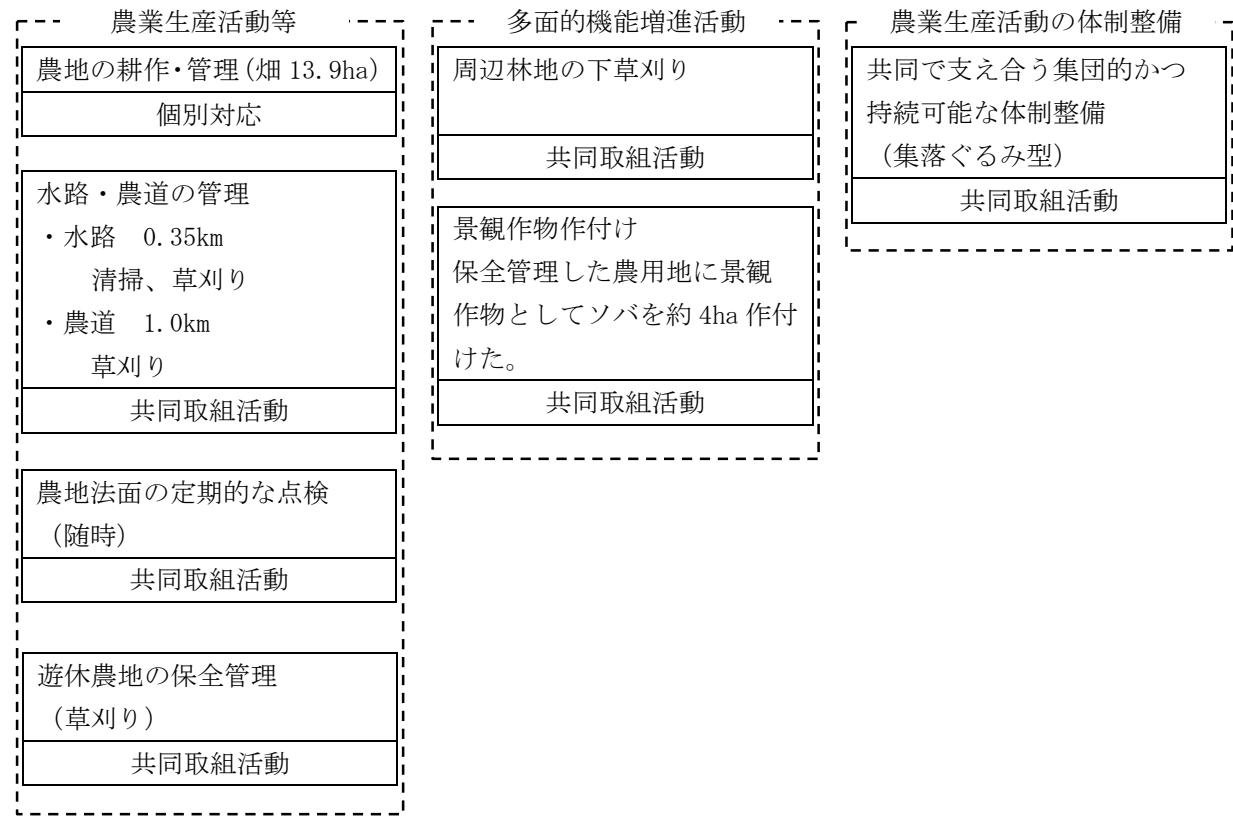 農業生産活動等
農地の耕作・管理(畑 13.9ha)
個別対応
水路・農道の管理
・水路 0.35km
清掃、草刈り
・農道 1.0km
草刈り
共同取組活動
農地法面の定期的な点検
(随時)
共同取組活動
遊休農地の保全管理
(草刈り)
共同取組活動
多面的機能増進活動
周辺林地の下草刈り
共同取組活動
景観作物作付け
保全管理した農用地に景観
作物としてソバを約 4ha 作付
けた。
共同取組活動
農業生産活動の体制整備
共同で支え合う集団的かつ
持続可能な体制整備
(集落ぐるみ型)
共同取組活動